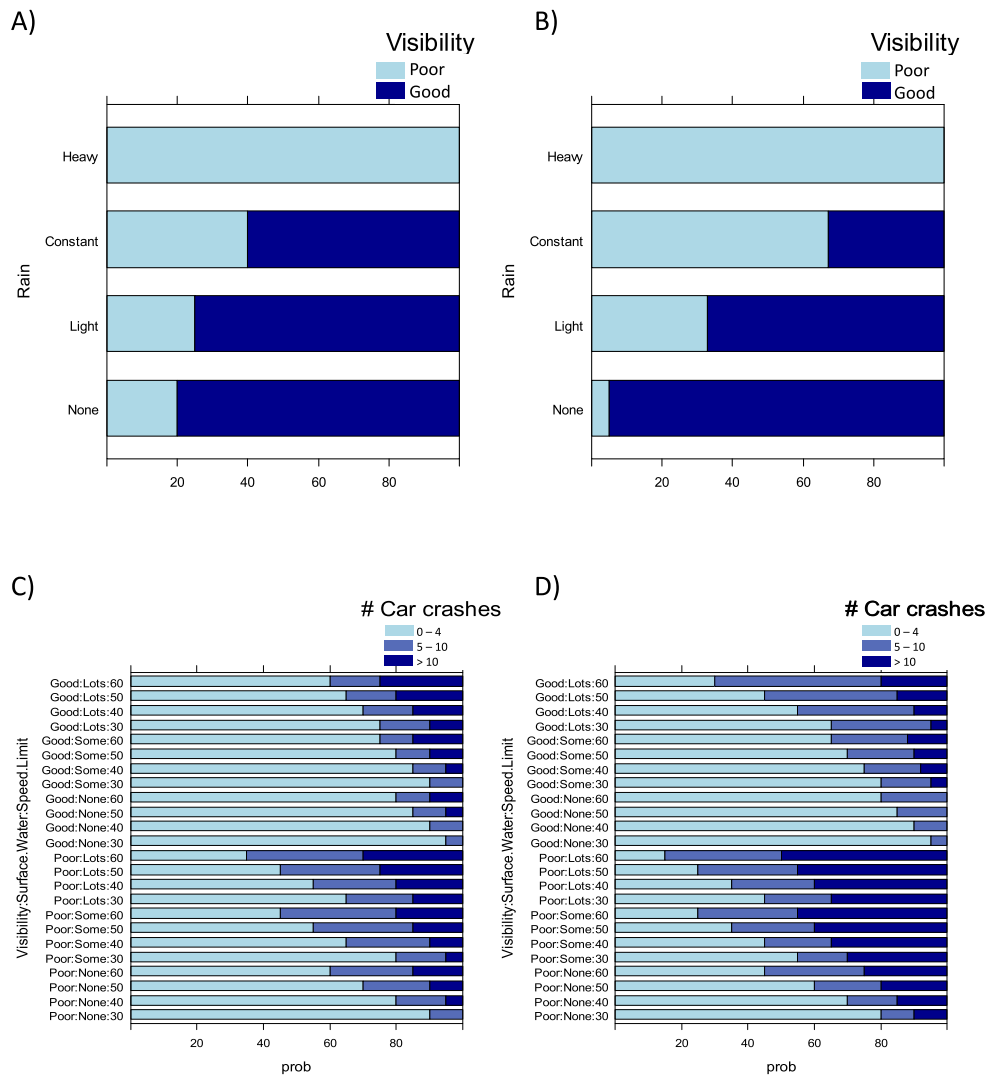 A)
Visibility
Poor
Good
Heavy
Constant
Light
None
Rain
20 40 60 80
B)
Visibility
Poor
Good
Heavy
Constant
Light
None
Rain
20 40 60 80
C)
# Car crashes
0 – 4
5 – 10
> 10
Good:Lots:60
Good:Lots:50
Good:Lots:40
Good:Lots:30
Good:Some:60
Good:Some:50
Good:Some:40
Good:Some:30
Good:None:60
Good:None:50
Good:None:40
Good:None:30
Poor:Lots:60
Poor:Lots:50
Poor:Lots:40
Poor:Lots:30
Poor:Some:60
Poor:Some:50
Poor:Some:40
Poor:Some:30
Poor:None:60
Poor:None:50
Poor:None:40
Poor:None:30
Visibility:Surface.Water:Speed.Limit
20 40 60 80
prob
D)
# Car crashes
0 – 4
5 – 10
> 10
Good:Lots:60
Good:Lots:50
Good:Lots:40
Good:Lots:30
Good:Some:60
Good:Some:50
Good:Some:40
Good:Some:30
Good:None:60
Good:None:50
Good:None:40
Good:None:30
Poor:Lots:60
Poor:Lots:50
Poor:Lots:40
Poor:Lots:30
Poor:Some:60
Poor:Some:50
Poor:Some:40
Poor:Some:30
Poor:None:60
Poor:None:50
Poor:None:40
Poor:None:30
Visibility:Surface.Water:Speed.Limit
20 40 60 80
prob